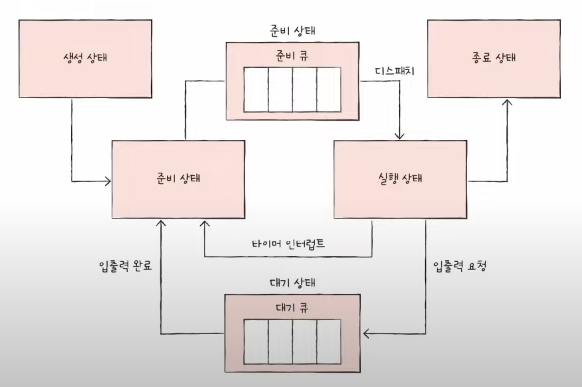 준비 상태
생성 상태
준비 큐
종료 상태
디스패치
준비 상태
실행 상태
타이머 인터럽트
입출력 완료
입출력 요청
대기 상태
대기 큐